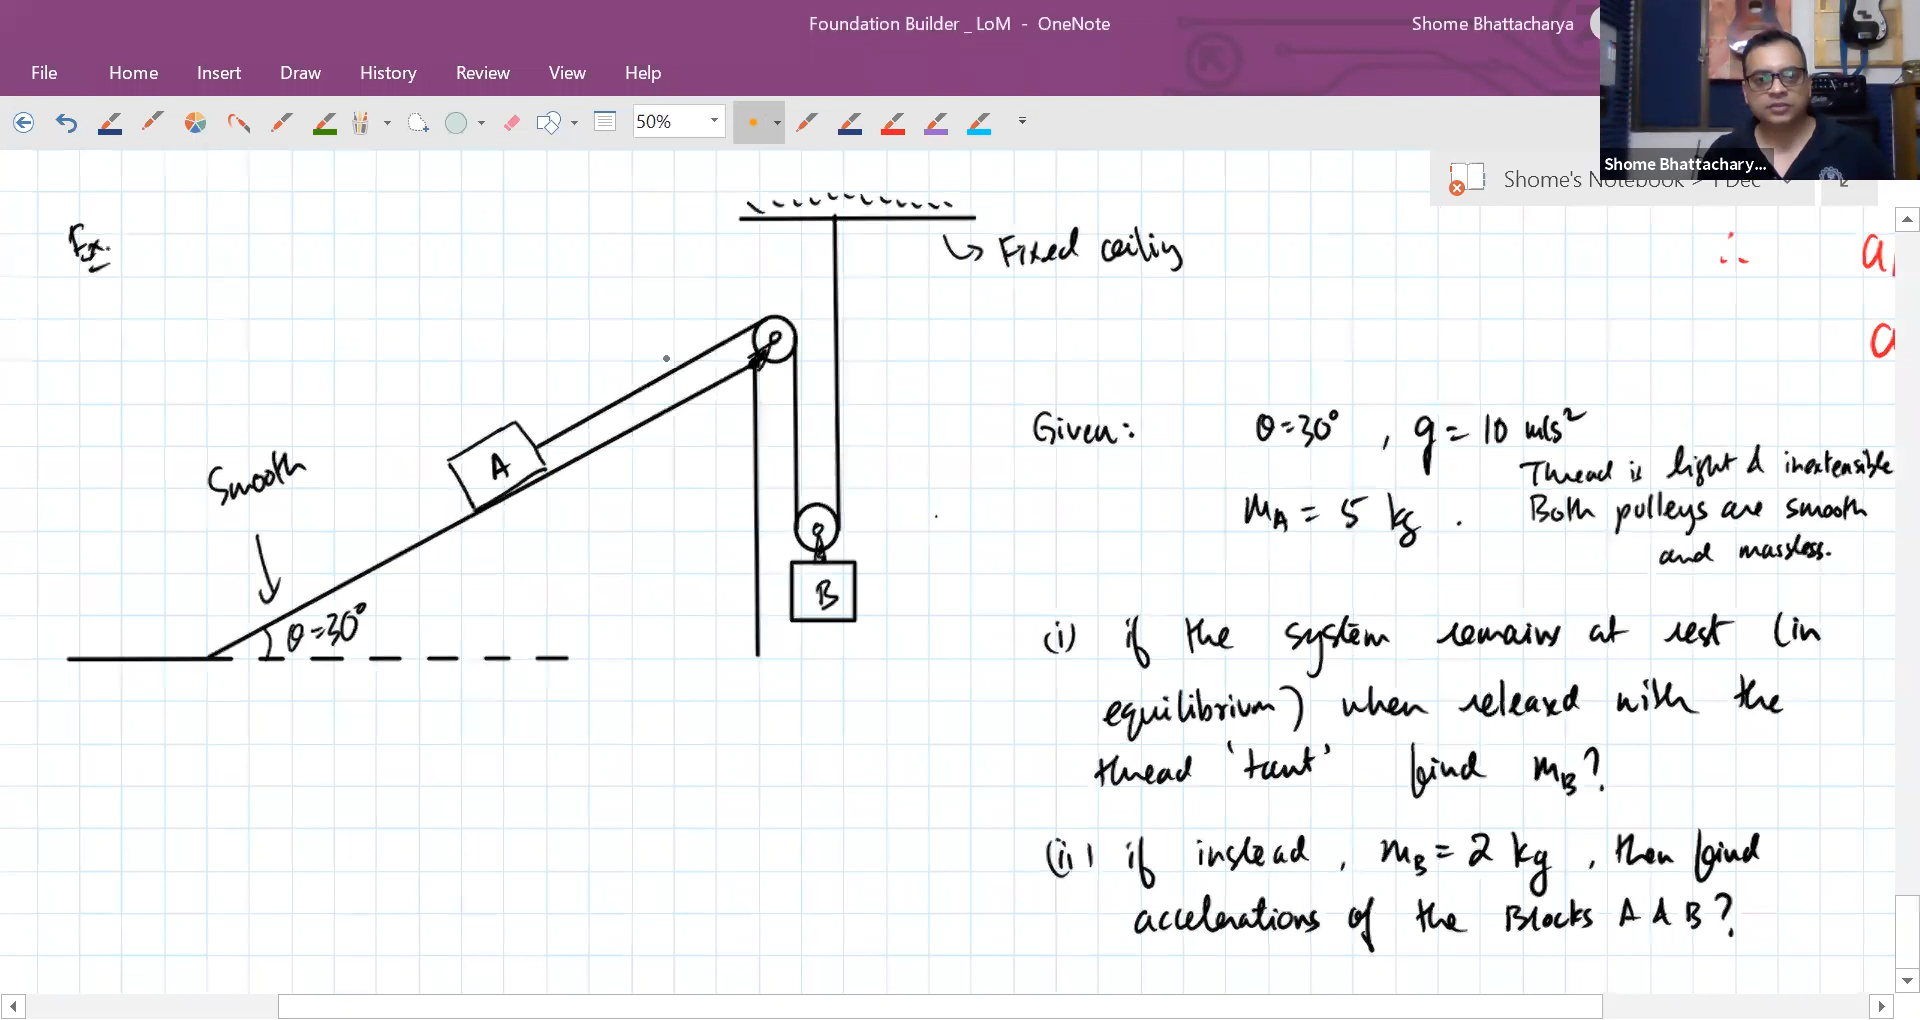 Foundation Builder _ LoM - OneNote
Shome Bhattacharya
File Home Insert Draw History Review View Help
50%
Shome Bhattachary...
Shome's Notebook > 1 Dec
Ex.
Fixed ceiling
∴ a
a
Given: θ=30° , g = 10 m/s²
Thread is light & inextensible
mA = 5 kg . Both pulleys are smooth
and massless.
A
Smooth
B
θ=30°
(i) if the system remains at rest (in
equilibrium) when released with the
thread 'taut' find mB?
(ii) if instead, mB = 2 kg , then find
accelerations of the Blocks A & B?